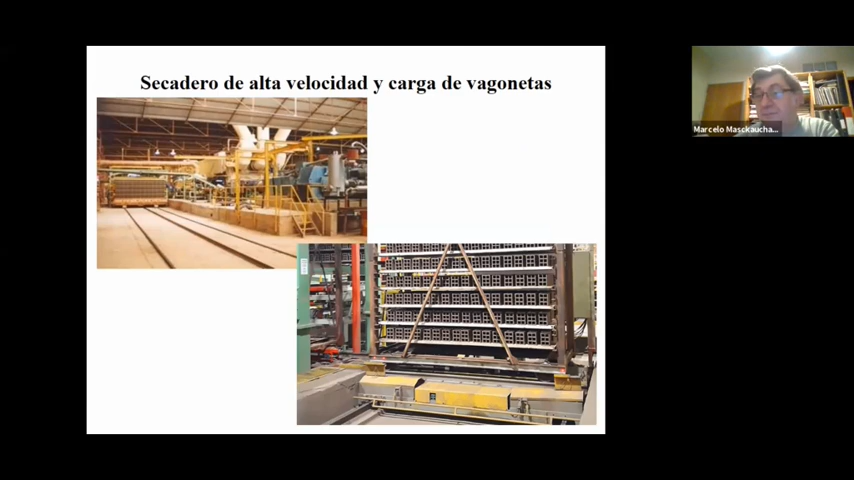 Secadero de alta velocidad y carga de vagonetas
Marcelo Masckaucha...